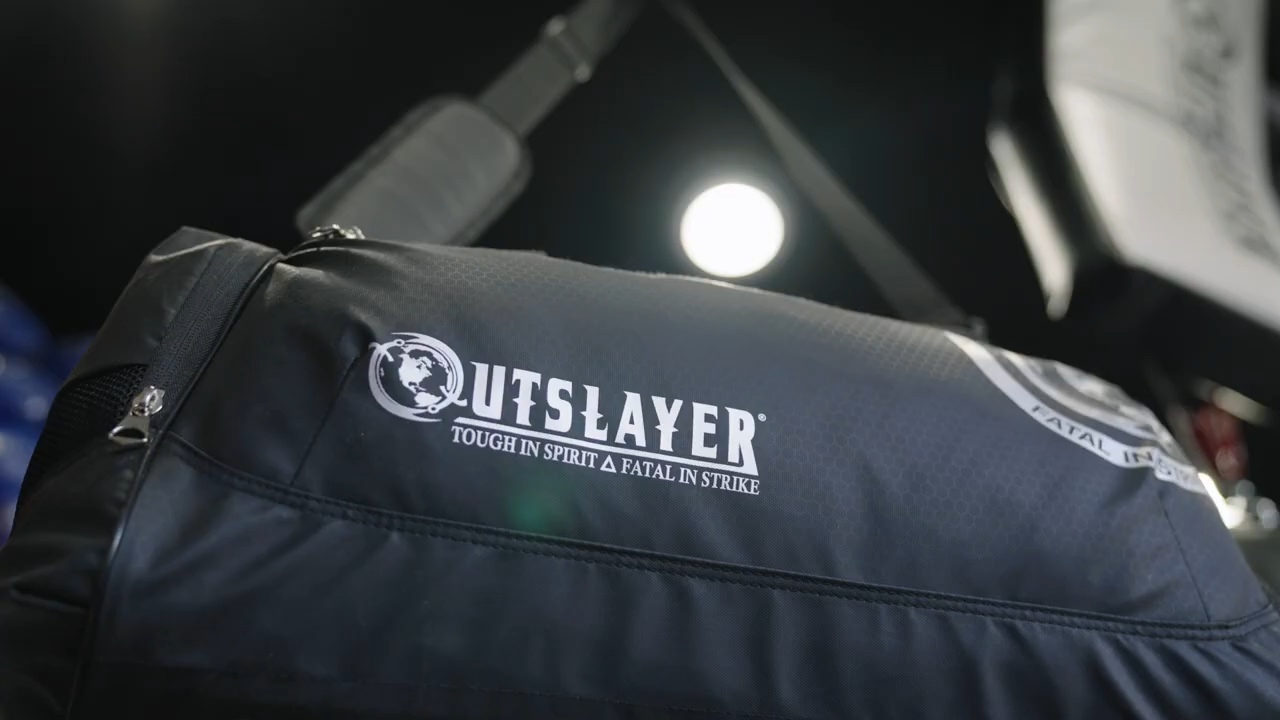 OUTSLAYER®
TOUGH IN SPIRIT △ FATAL IN STRIKE
FATAL IN